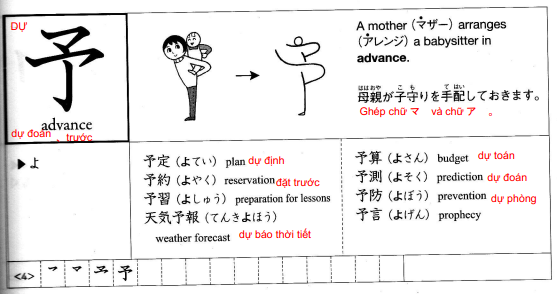 DỰ
予
advance
dự đoán , trước
A mother (マザー) arranges
(アレンジ) a babysitter in
advance.
母親が子守りを手配しておきます。
ははおや こも てはい
Ghép chữ マ và chữ ア 。
▶よ
予定（よてい） plan dự định
予約（よやく） reservation đặt trước
予習（よしゅう） preparation for lessons
天気予報（てんきよほう）
weather forecast dự báo thời tiết
予算（よさん） budget dự toán
予測（よそく） prediction dự đoán
予防（よぼう） prevention dự phòng
予言（よげん） prophecy
<4> 予